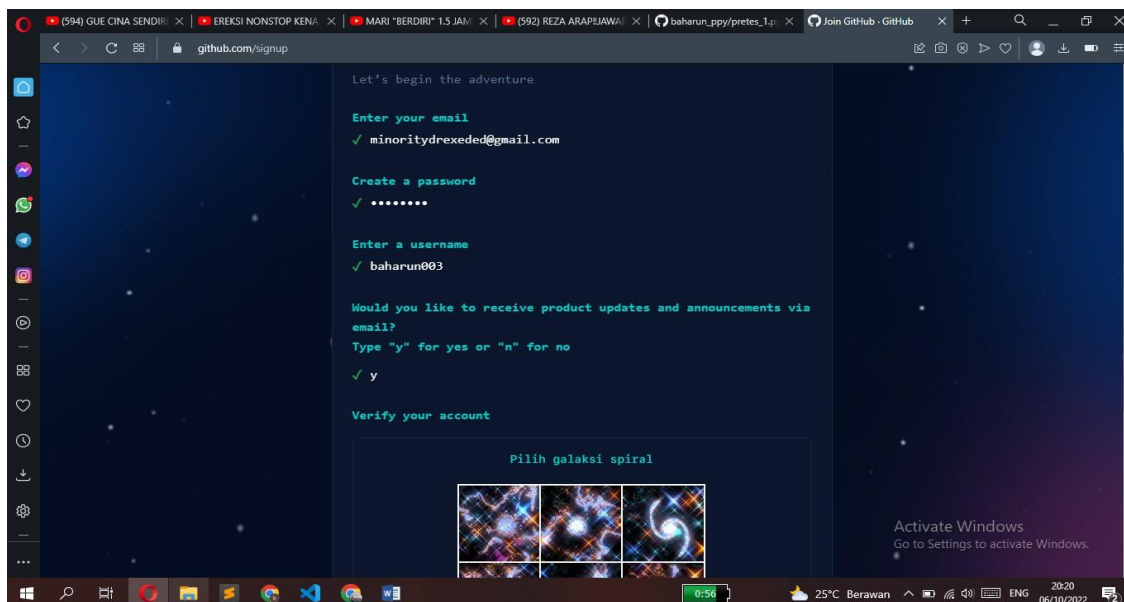 (594) GUE CINA SENDIRI
EREKSI NONSTOP KENA
MARI "BERDIRI" 1.5 JAM
(592) REZA ARAP
baharun_ppy/pretes_1.p
Join GitHub · GitHub
github.com/signup
Let's begin the adventure
Enter your email
✓ minoritydrexeded@gmail.com
Create a password
✓ ••••••••
Enter a username
✓ baharun003
Would you like to receive product updates and announcements via
email?
Type "y" for yes or "n" for no
✓ y
Verify your account
Pilih galaksi spiral
Activate Windows
Go to Settings to activate Windows.
0:56
25°C Berawan
ENG
20:20
06/10/2022
2